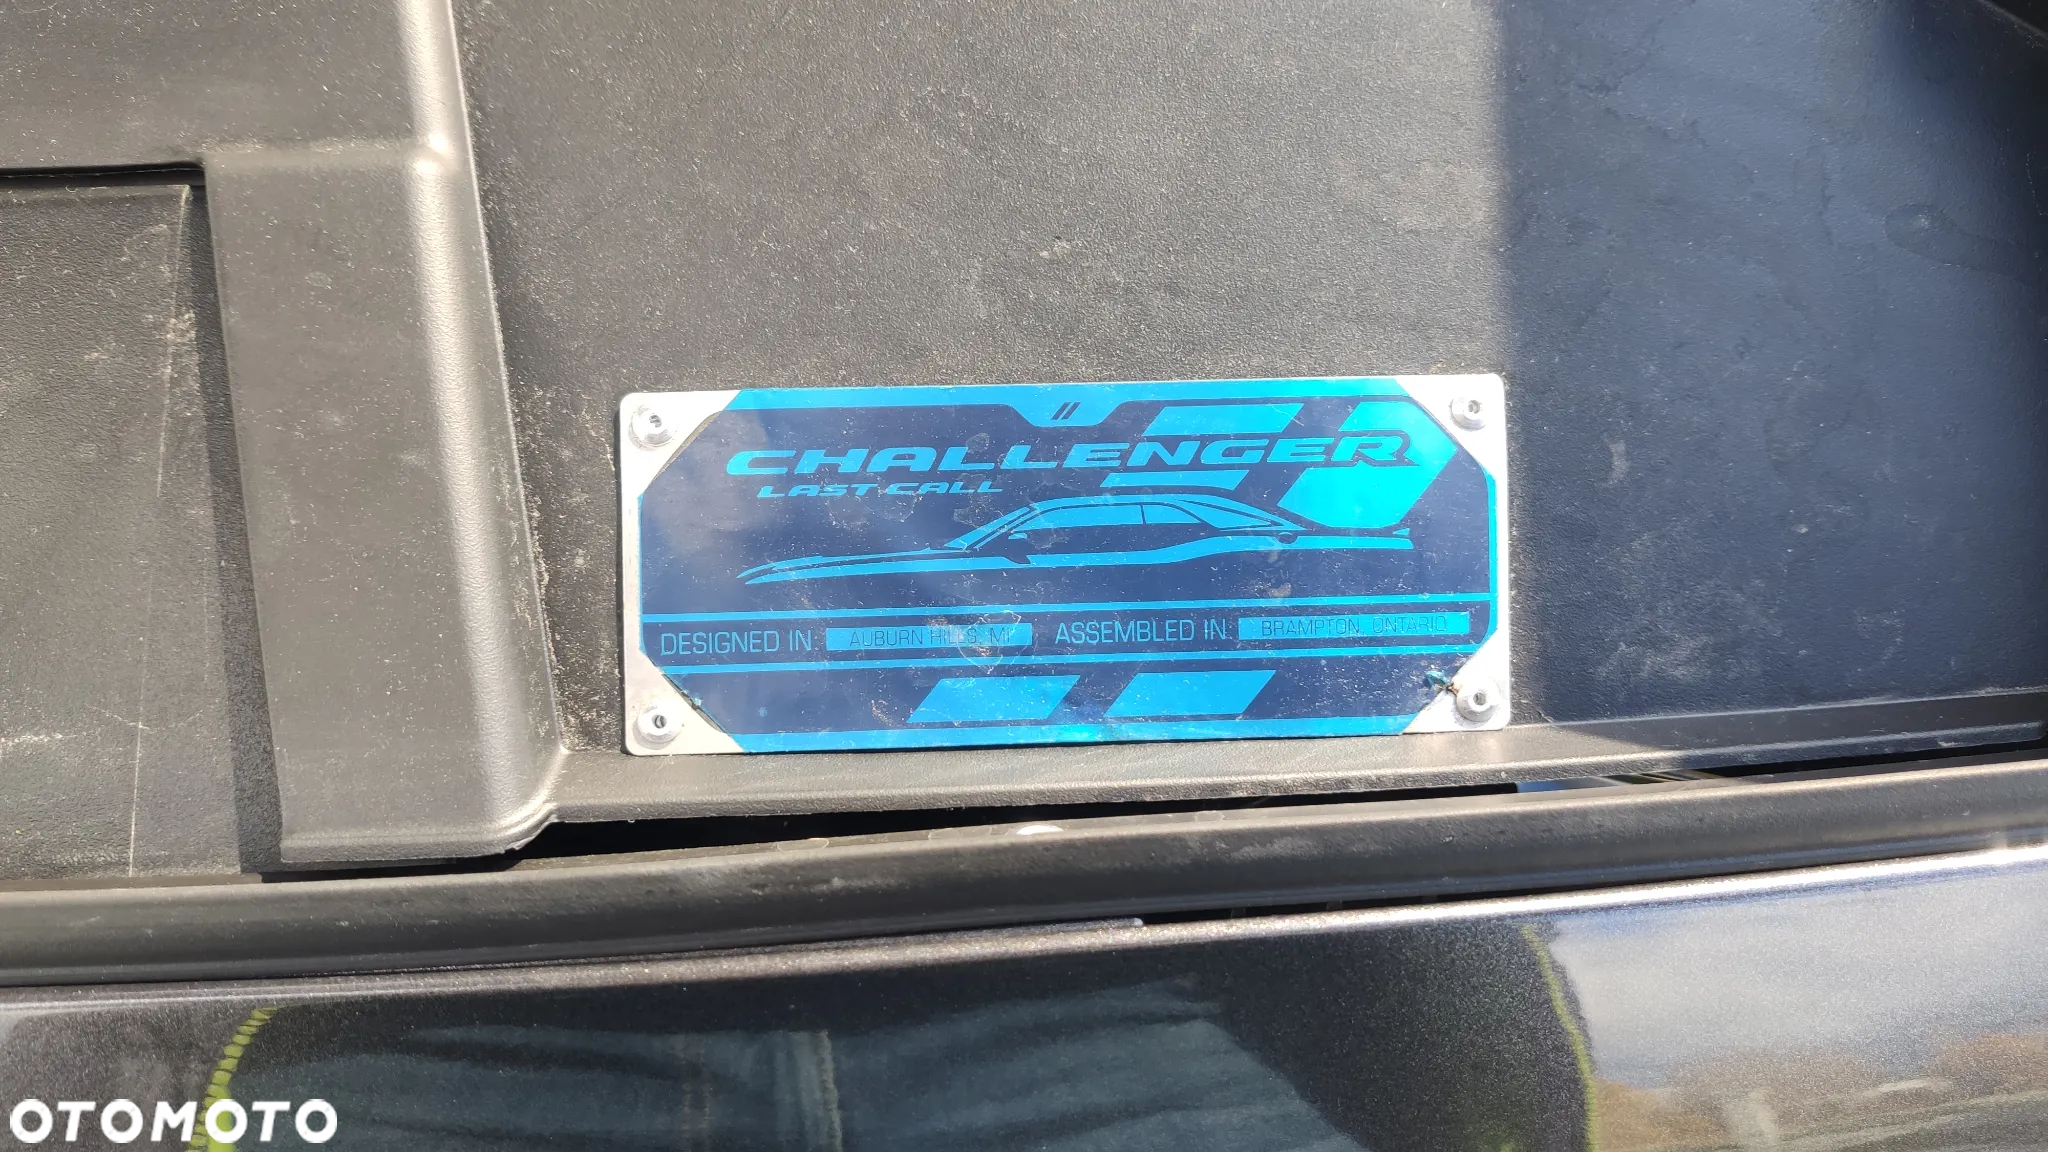 CHALLENGER
LAST CALL
DESIGNED IN AUBURN HILLS, MI ASSEMBLED IN BRAMPTON, ONTARIO
OTOMOTO